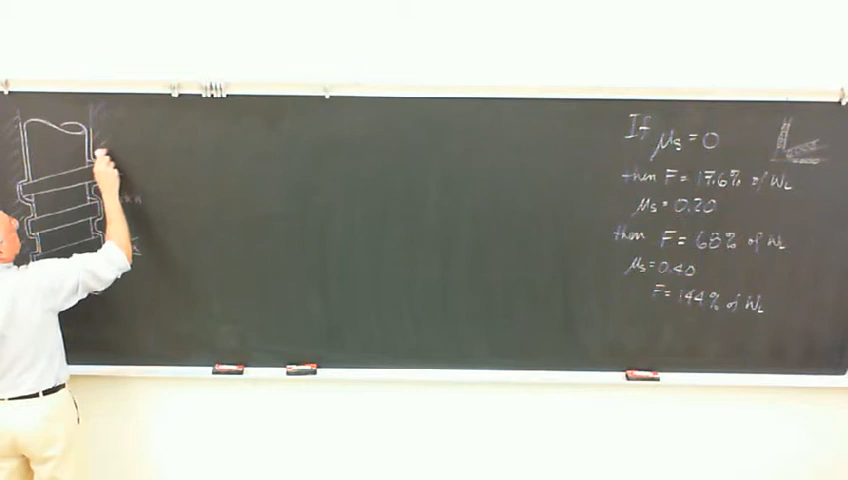 If μs = 0
then F = 17.6% of WL
μs = 0.20
then F = 68% of WL
μs = 0.40
F = 144% of WL